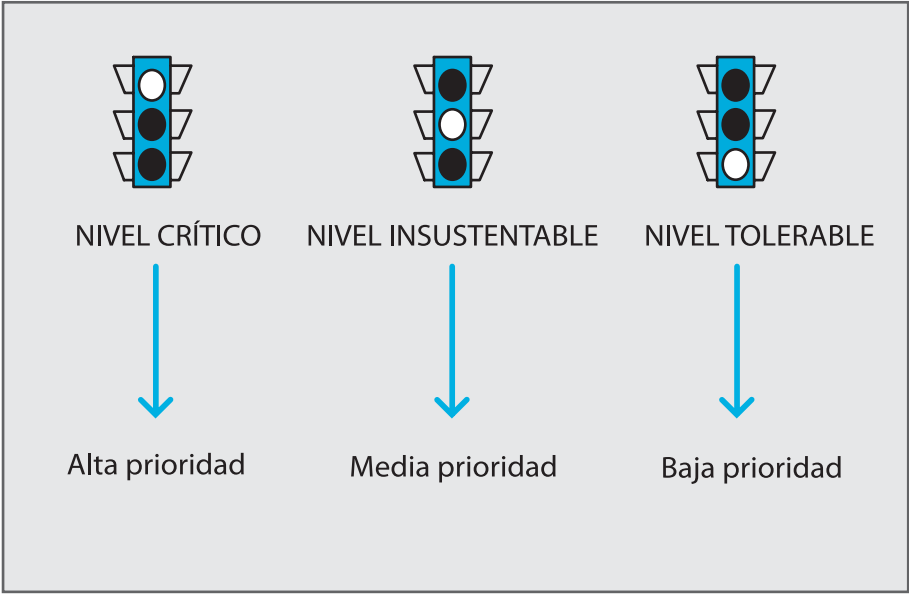 NIVEL CRÍTICO
NIVEL INSUSTENTABLE
NIVEL TOLERABLE
Alta prioridad
Media prioridad
Baja prioridad